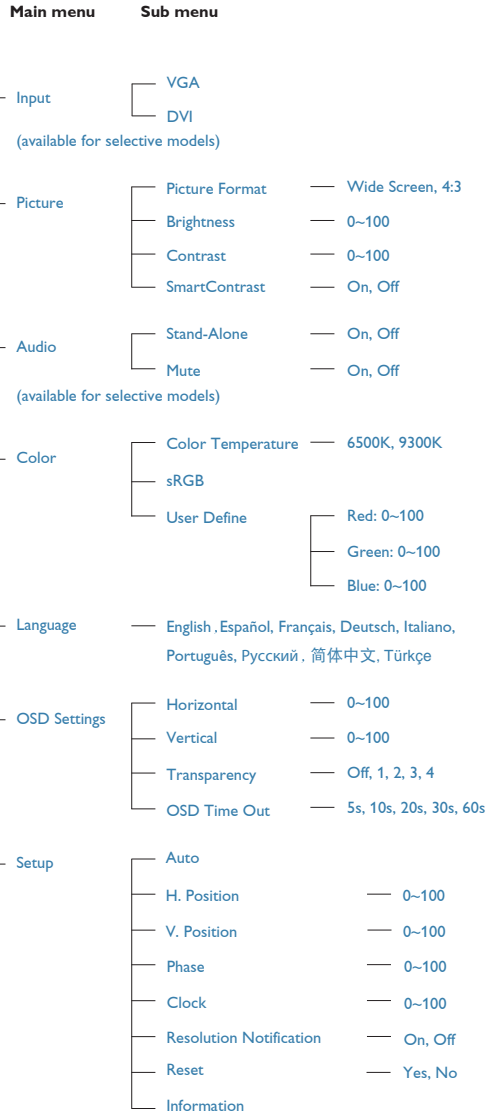 Main menu Sub menu
VGA
Input
DVI
(available for selective models)
Picture Format Wide Screen, 4:3
Picture
Brightness 0~100
Contrast 0~100
SmartContrast On, Off
Stand-Alone On, Off
Audio
Mute On, Off
(available for selective models)
Color Temperature 6500K, 9300K
Color
sRGB
User Define Red: 0~100
Green: 0~100
Blue: 0~100
Language English , Español, Français, Deutsch, Italiano,
Português, Русский , 简体中文, Türkçe
Horizontal 0~100
OSD Settings
Vertical 0~100
Transparency Off, 1, 2, 3, 4
OSD Time Out 5s, 10s, 20s, 30s, 60s
Auto
Setup
H. Position 0~100
V. Position 0~100
Phase 0~100
Clock 0~100
Resolution Notification On, Off
Reset Yes, No
Information